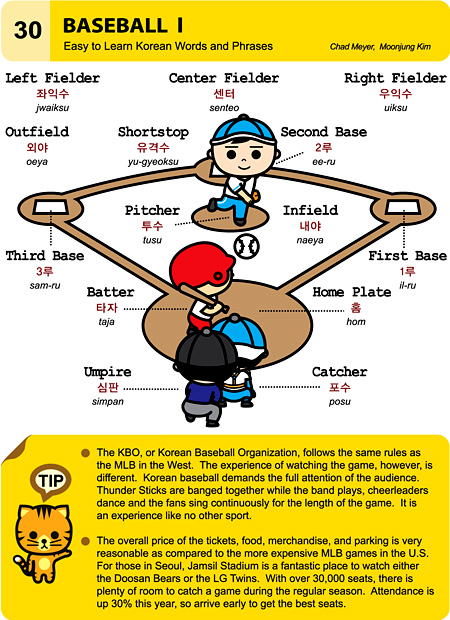 30
BASEBALL I
Easy to Learn Korean Words and Phrases
Chad Meyer, Moonjung Kim
Left Fielder
좌익수
jwaiksu
Center Fielder
센터
senteo
Right Fielder
우익수
uiksu
Outfield
외야
oeya
Shortstop
유격수
yu-gyeoksu
Second Base
2루
ee-ru
Pitcher
투수
tusu
Infield
내야
naeya
Third Base
3루
sam-ru
First Base
1루
il-ru
Batter
타자
taja
Home Plate
홈
hom
Umpire
심판
simpan
Catcher
포수
posu
TIP
The KBO, or Korean Baseball Organization, follows the same rules as
the MLB in the West. The experience of watching the game, however, is
different. Korean baseball demands the full attention of the audience.
Thunder Sticks are banged together while the band plays, cheerleaders
dance and the fans sing continuously for the length of the game. It is
an experience like no other sport.
The overall price of the tickets, food, merchandise, and parking is very
reasonable as compared to the more expensive MLB games in the U.S.
For those in Seoul, Jamsil Stadium is a fantastic place to watch either
the Doosan Bears or the LG Twins. With over 30,000 seats, there is
plenty of room to catch a game during the regular season. Attendance is
up 30% this year, so arrive early to get the best seats.